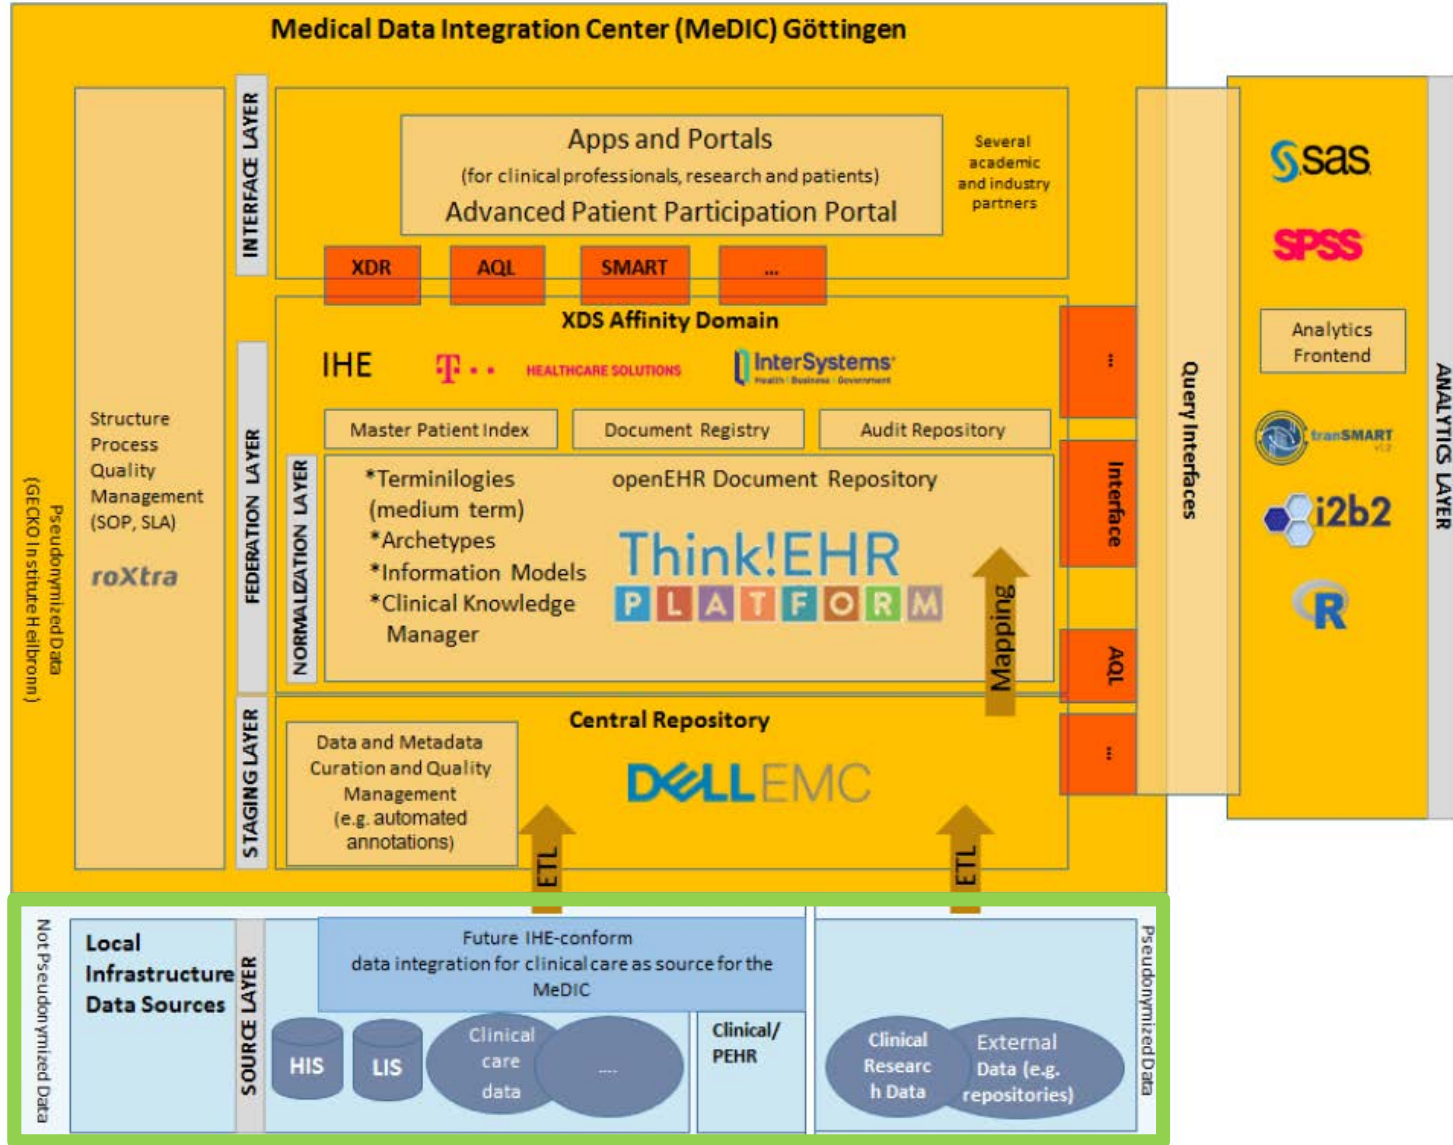 Medical Data Integration Center (MeDIC) Göttingen
Pseudonymized Data
(GECKO Institute Heilbronn)
Structure
Process
Quality
Management
(SOP, SLA)
roXtra
INTERFACE LAYER
Apps and Portals
(for clinical professionals, research and patients)
Advanced Patient Participation Portal
Several
academic
and industry
partners
XDR
AQL
SMART
...
FEDERATION LAYER
XDS Affinity Domain
IHE
T
HEALTHCARE SOLUTIONS
InterSystems
Health | Business | Government
Master Patient Index
Document Registry
Audit Repository
NORMALIZATION LAYER
*Terminilogies
(medium term)
*Archetypes
*Information Models
*Clinical Knowledge
Manager
openEHR Document Repository
Think!EHR
PLATFORM
Mapping
...
Interface
AQL
...
Query Interfaces
STAGING LAYER
Central Repository
Data and Metadata
Curation and Quality
Management
(e.g. automated
annotations)
DELL EMC
ETL
ETL
sas
SPSS
Analytics
Frontend
tranSMART
v1.2
i2b2
R
ANALYTICS LAYER
Not Pseudonymized Data
Local
Infrastructure
Data Sources
SOURCE LAYER
Future IHE-conform
data integration for clinical care as source for the
MeDIC
HIS
LIS
Clinical
care
data
....
Clinical/
PEHR
Clinical
Researc
h Data
External
Data (e.g.
repositories)
Pseudonymized Data